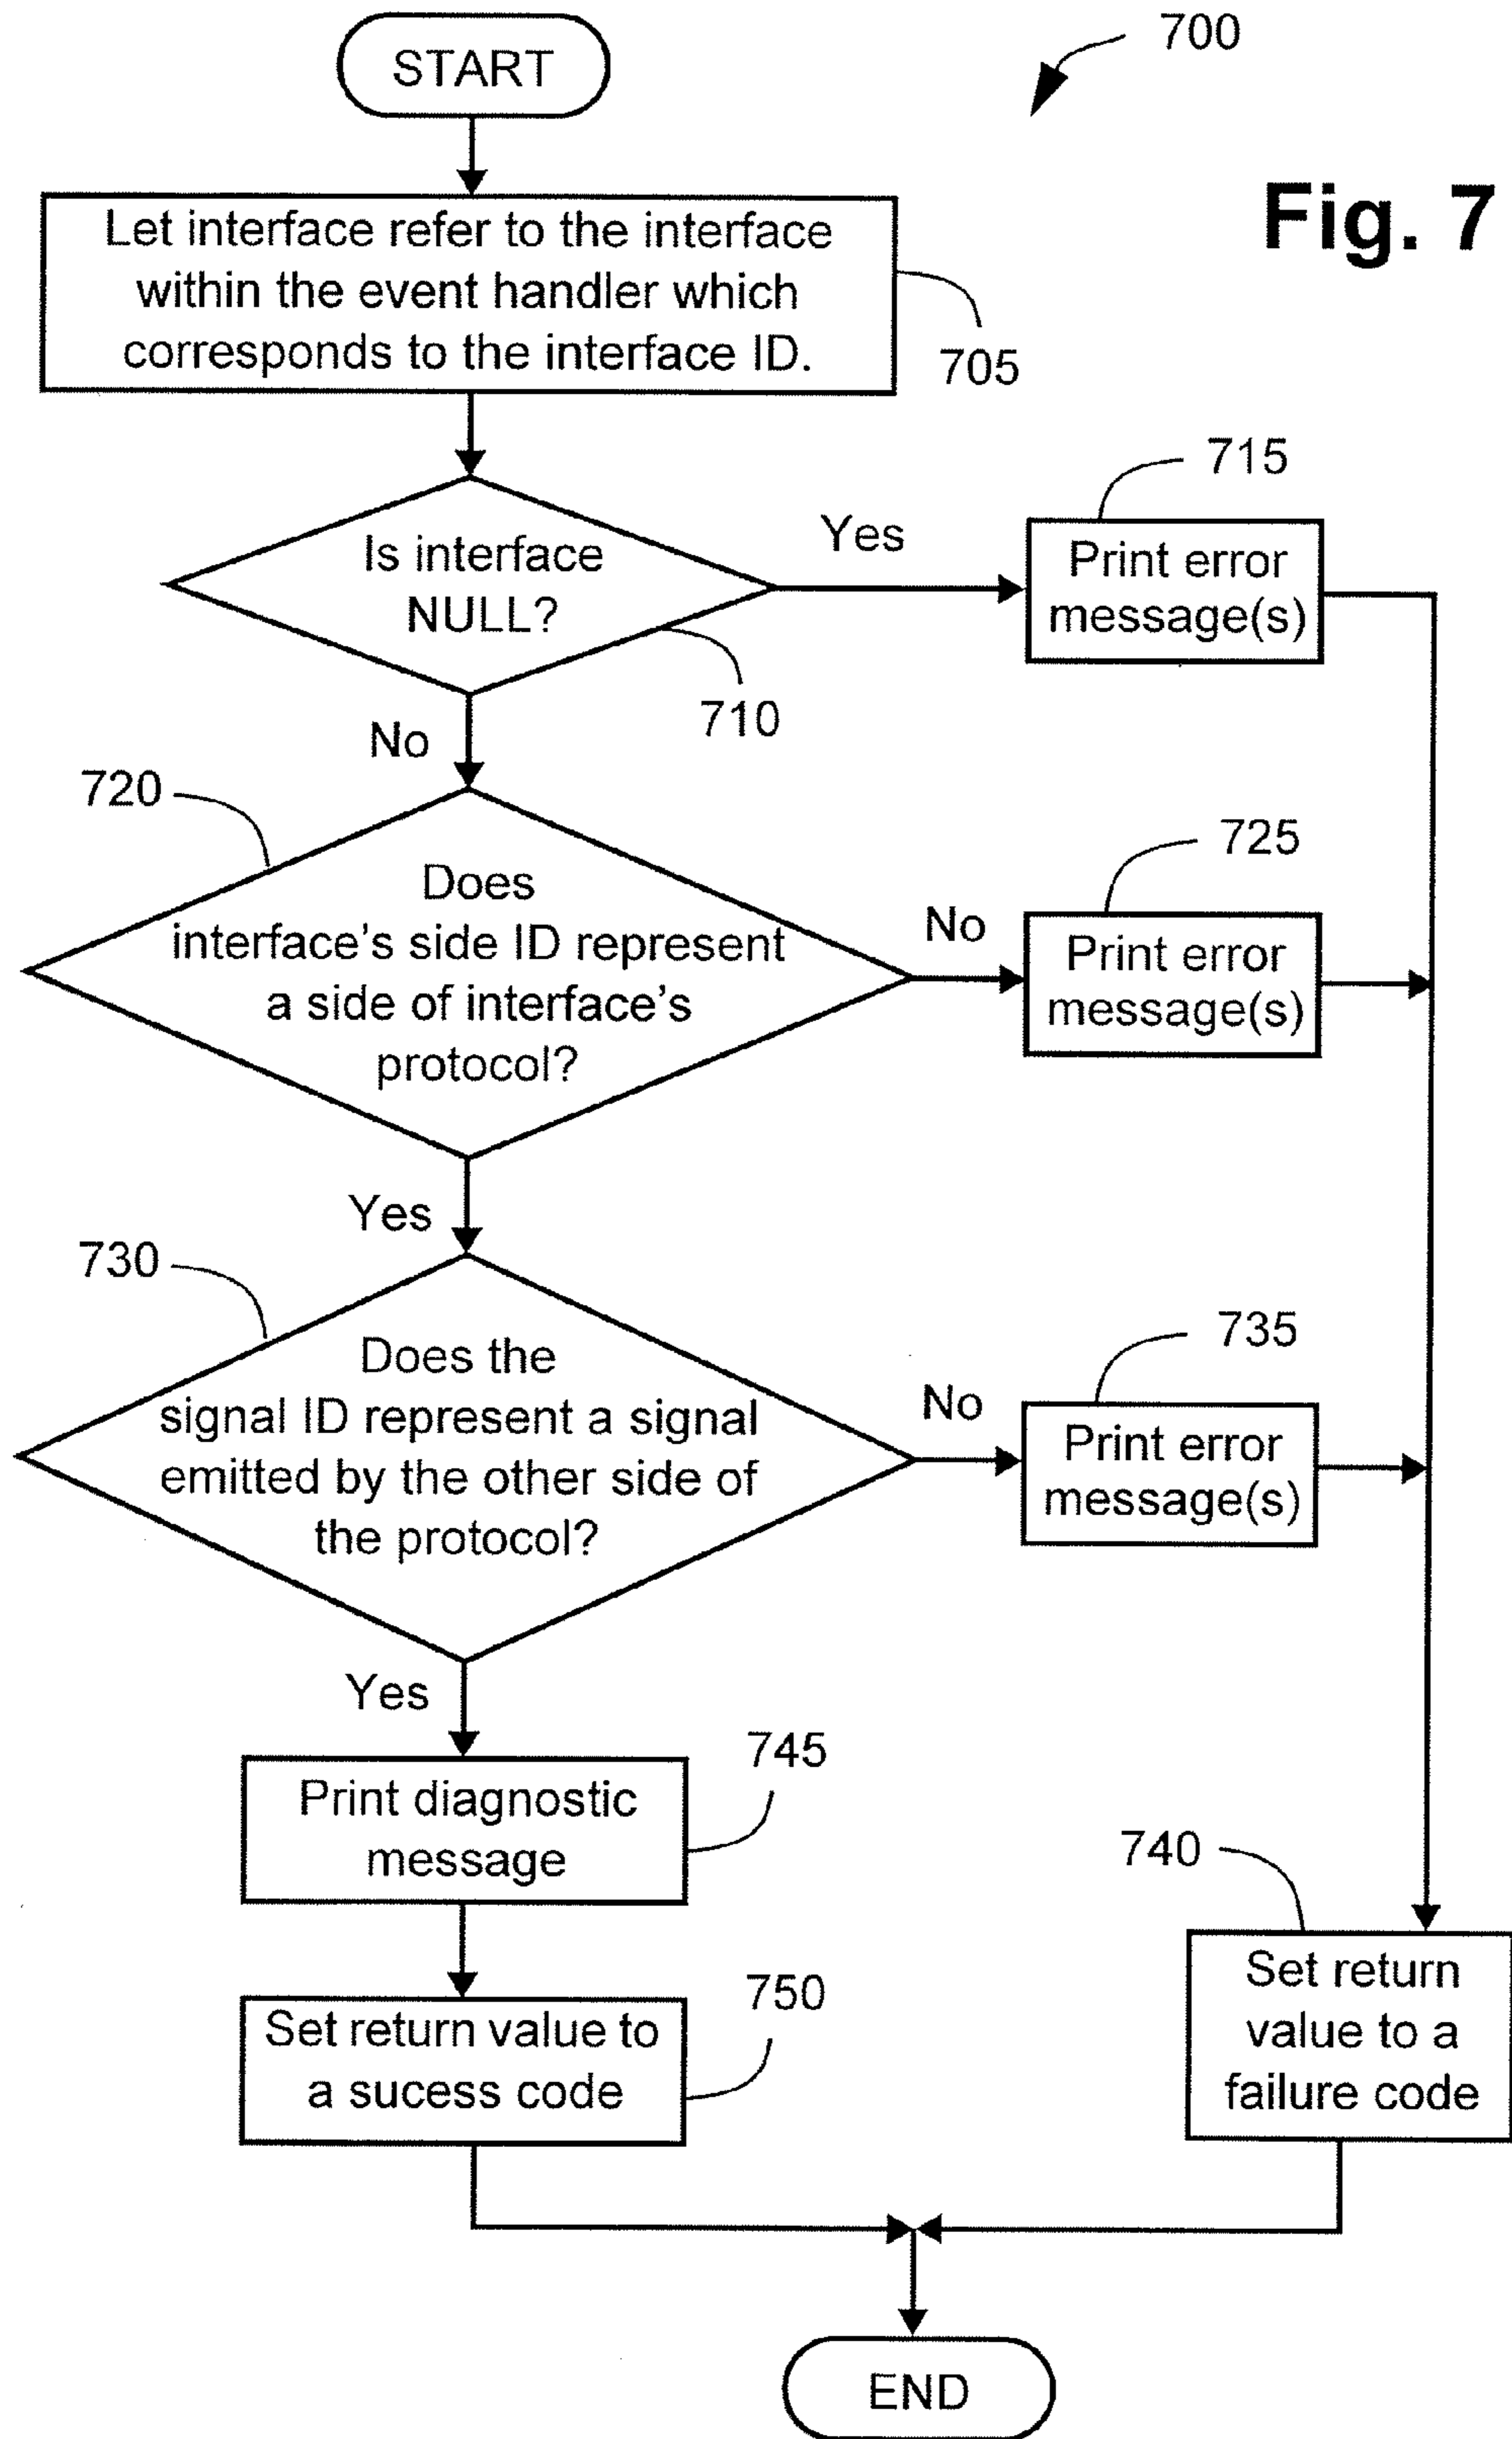 START
700
Fig. 7
Let interface refer to the interface
within the event handler which
corresponds to the interface ID.
705
Is interface
NULL?
710
Yes
715
Print error
message(s)
No
720
Does
interface's side ID represent
a side of interface's
protocol?
No
725
Print error
message(s)
Yes
730
Does the
signal ID represent a signal
emitted by the other side of
the protocol?
No
735
Print error
message(s)
Yes
745
Print diagnostic
message
740
Set return
value to a
failure code
750
Set return value to
a sucess code
END